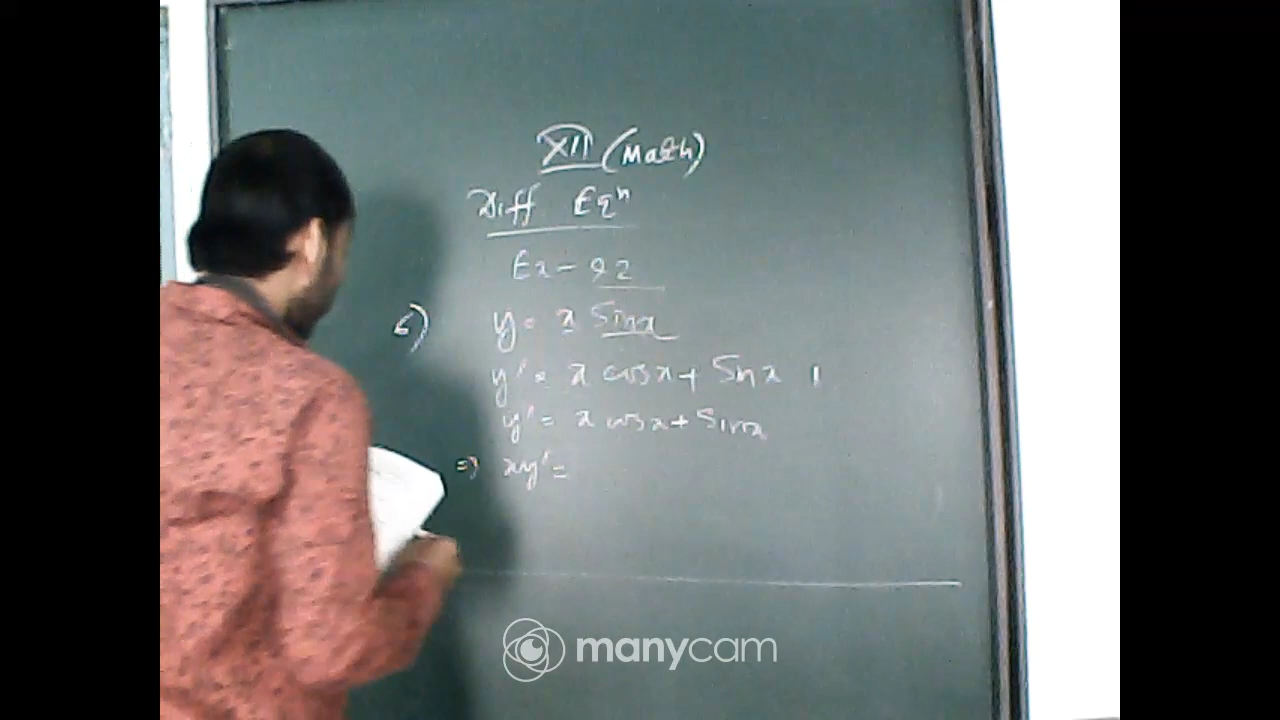 XII (Math)
Diff Eqⁿ
Ex - 9.2
6) y = x Sinx
y' = x cosx + Sinx 1
y' = x cosx + Sinx
⇒ xy' =
manycam